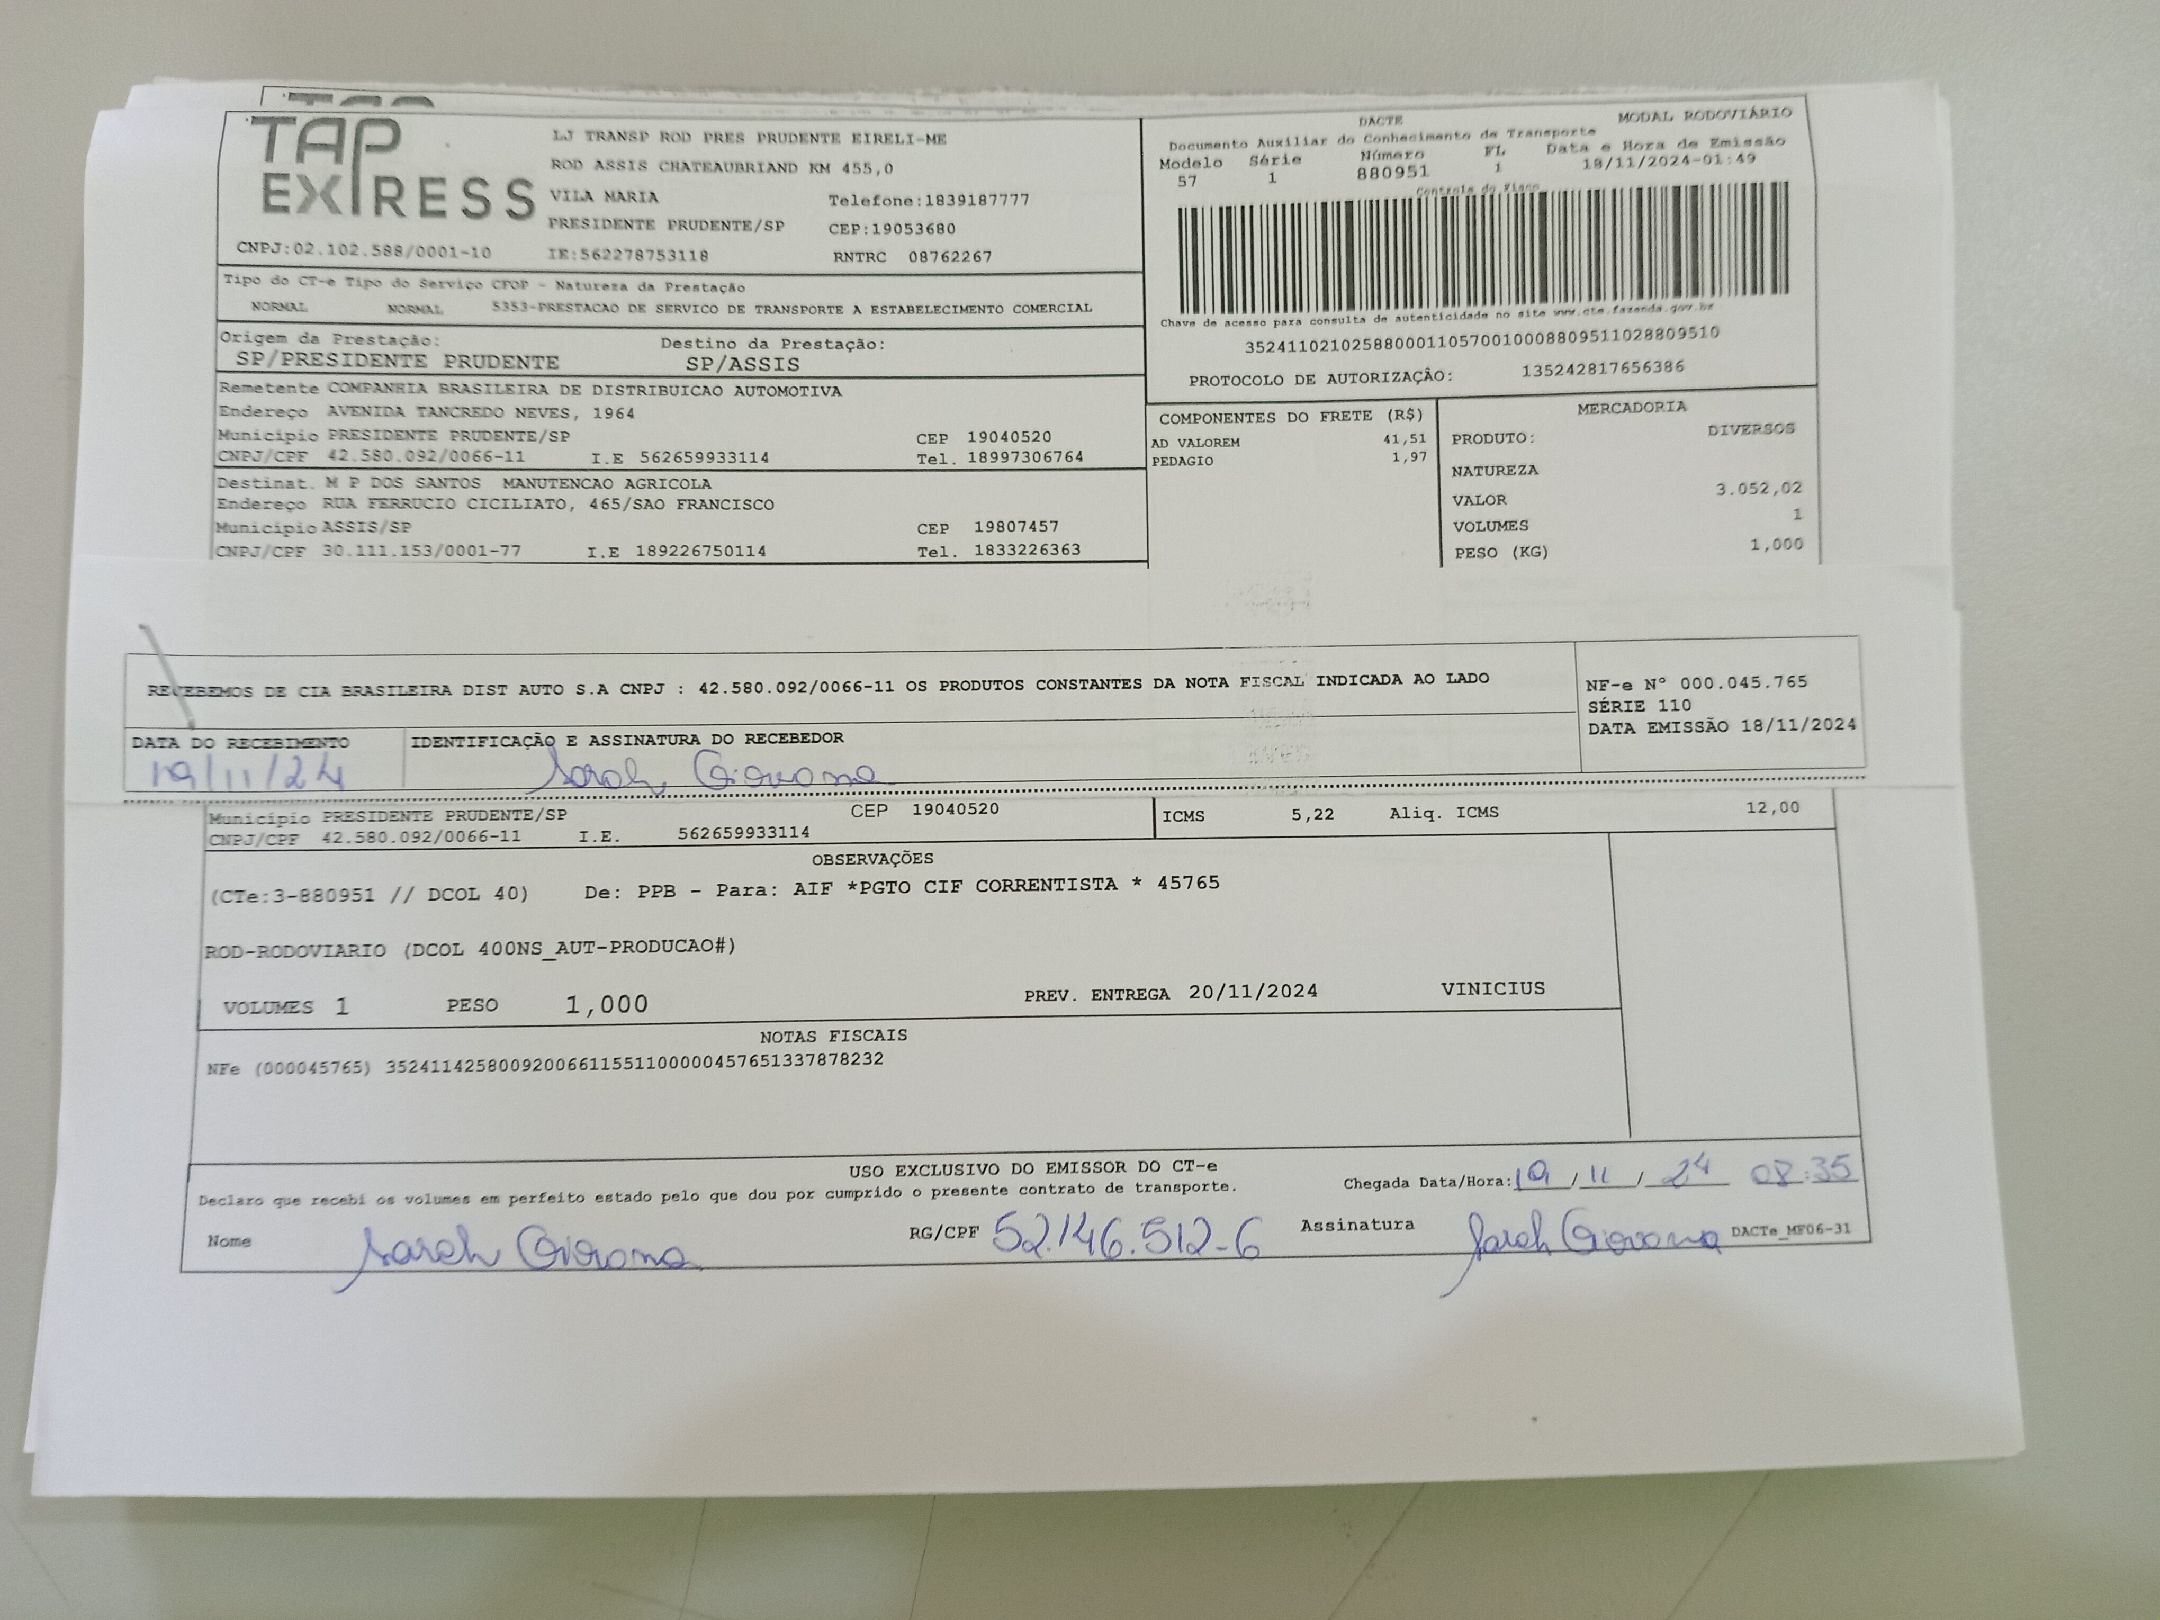 TAP
EXPRESS
LJ TRANSP ROD PRES PRUDENTE EIRELI-ME
ROD ASSIS CHATEAUBRIAND KM 455,0
VILA MARIA Telefone:1839187777
PRESIDENTE PRUDENTE/SP CEP:19053680
CNPJ:02.102.588/0001-10 IE:562278753118 RNTRC 08762267
DACTE MODAL RODOVIÁRIO
Documento Auxiliar do Conhecimento de Transporte
Modelo Série Número FL Data e Hora de Emissão
57 1 880951 1 18/11/2024-01:49
Controle do Fisco
Chave de acesso para consulta de autenticidade no site www.cte.fazenda.gov.br
35241102102588000110570010008809511028809510
PROTOCOLO DE AUTORIZAÇÃO: 135242817656386
Tipo do CT-e Tipo do Serviço CFOP - Natureza da Prestação
NORMAL NORMAL 5353-PRESTACAO DE SERVICO DE TRANSPORTE A ESTABELECIMENTO COMERCIAL
Origem da Prestação: Destino da Prestação:
SP/PRESIDENTE PRUDENTE SP/ASSIS
Remetente COMPANHIA BRASILEIRA DE DISTRIBUICAO AUTOMOTIVA
Endereço AVENIDA TANCREDO NEVES, 1964
Município PRESIDENTE PRUDENTE/SP CEP 19040520
CNPJ/CPF 42.580.092/0066-11 I.E 562659933114 Tel. 18997306764
Destinat. M P DOS SANTOS MANUTENCAO AGRICOLA
Endereço RUA FERRUCIO CICILIATO, 465/SAO FRANCISCO
Município ASSIS/SP CEP 19807457
CNPJ/CPF 30.111.153/0001-77 I.E 189226750114 Tel. 1833226363
COMPONENTES DO FRETE (R$)
AD VALOREM 41,51
PEDAGIO 1,97
MERCADORIA
PRODUTO: DIVERSOS
NATUREZA
VALOR 3.052,02
VOLUMES 1
PESO (KG) 1,000
RECEBEMOS DE CIA BRASILEIRA DIST AUTO S.A CNPJ : 42.580.092/0066-11 OS PRODUTOS CONSTANTES DA NOTA FISCAL INDICADA AO LADO
NF-e Nº 000.045.765
SÉRIE 110
DATA EMISSÃO 18/11/2024
DATA DO RECEBIMENTO IDENTIFICAÇÃO E ASSINATURA DO RECEBEDOR
19/11/24 Sarah Giovana
Município PRESIDENTE PRUDENTE/SP CEP 19040520
CNPJ/CPF 42.580.092/0066-11 I.E. 562659933114
ICMS 5,22 Aliq. ICMS 12,00
OBSERVAÇÕES
(CTe:3-880951 // DCOL 40) De: PPB - Para: AIF *PGTO CIF CORRENTISTA * 45765
ROD-RODOVIARIO (DCOL 400NS_AUT-PRODUCAO#)
VOLUMES 1 PESO 1,000 PREV. ENTREGA 20/11/2024 VINICIUS
NOTAS FISCAIS
NFe (000045765) 35241142580092006611551100000457651337878232
USO EXCLUSIVO DO EMISSOR DO CT-e
Declaro que recebi os volumes em perfeito estado pelo que dou por cumprido o presente contrato de transporte.
Chegada Data/Hora: 19/11/24 08:35
Nome Sarah Giovana RG/CPF 52.146.512-6 Assinatura Sarah Giovana DACTe_MF06-31